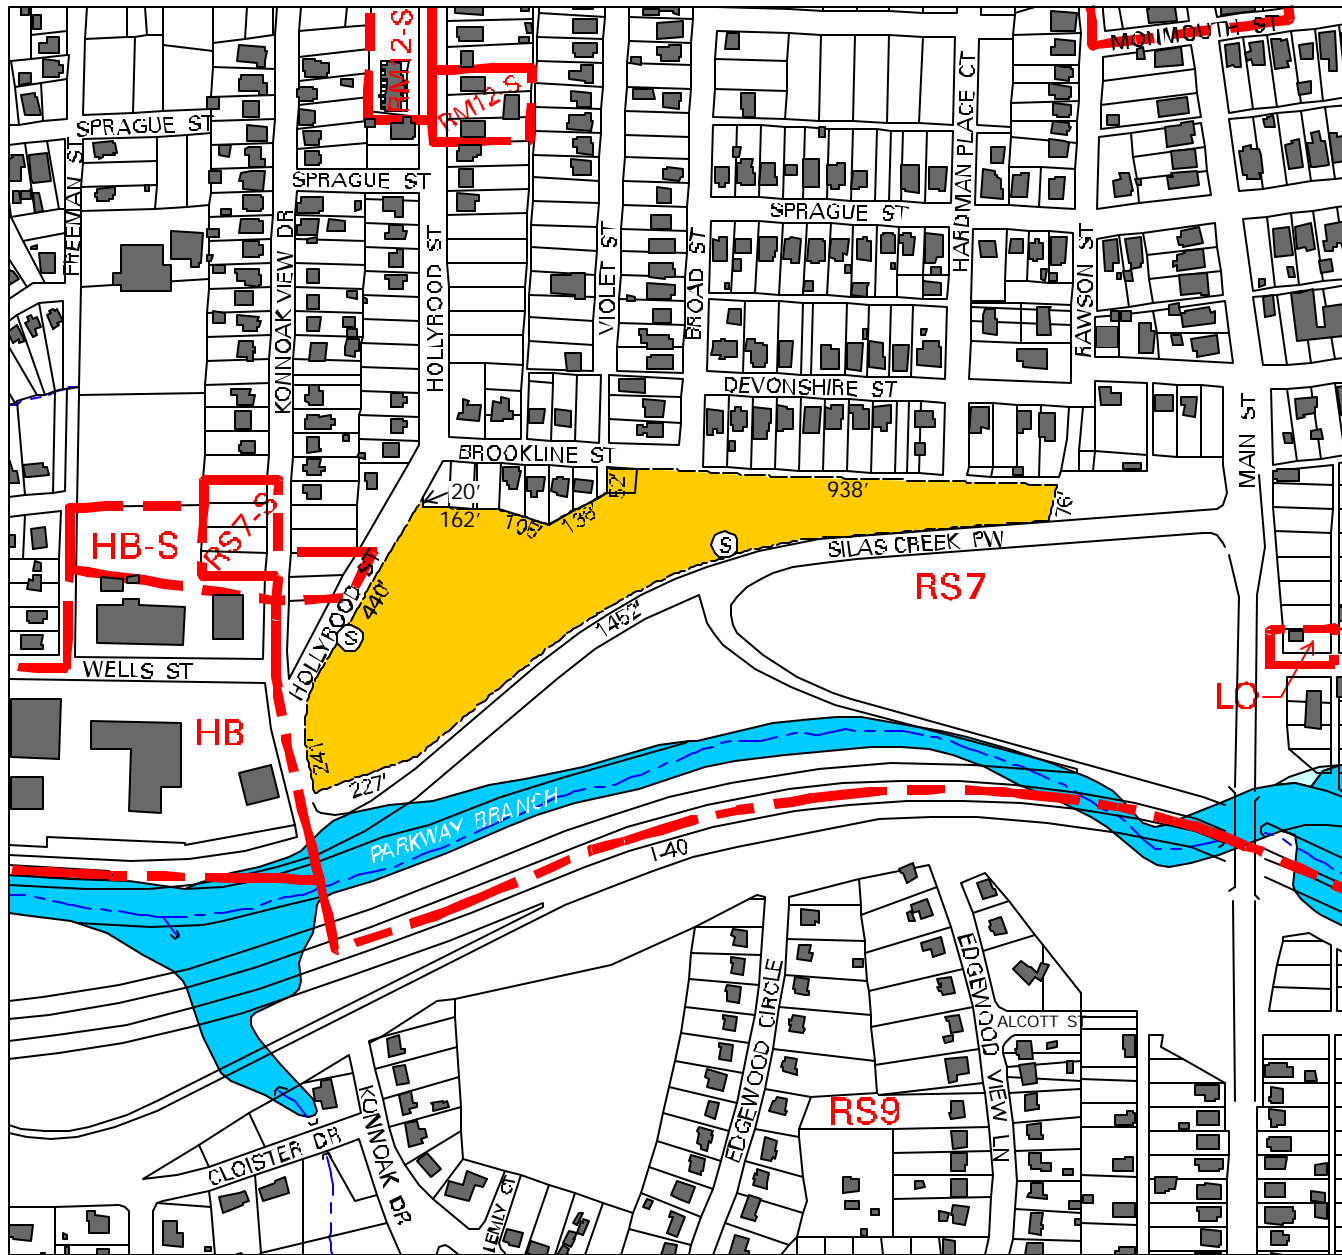 RM12-S
RM12-S
MONMOUTH ST
SPRAGUE ST
FREEMAN ST
SPRAGUE ST
KONNOAK VIEW DR
HOLLYROOD ST
VIOLET ST
BROAD ST
SPRAGUE ST
HARDMAN PLACE CT
RAWSON ST
DEVONSHIRE ST
MAIN ST
BROOKLINE ST
20'
162'
138'
52'
938'
76'
HB-S
RS7-S
HOLLYROOD ST
440'
S
S
SILAS CREEK PW
RS7
1452'
WELLS ST
HB
LO
241'
227'
PARKWAY BRANCH
I-40
EDGEWOOD CIRCLE
EDGEWOOD VIEW LN
ALCOTT ST
RS9
CLOISTER DR
KONNOAK DR
LEMLY CT